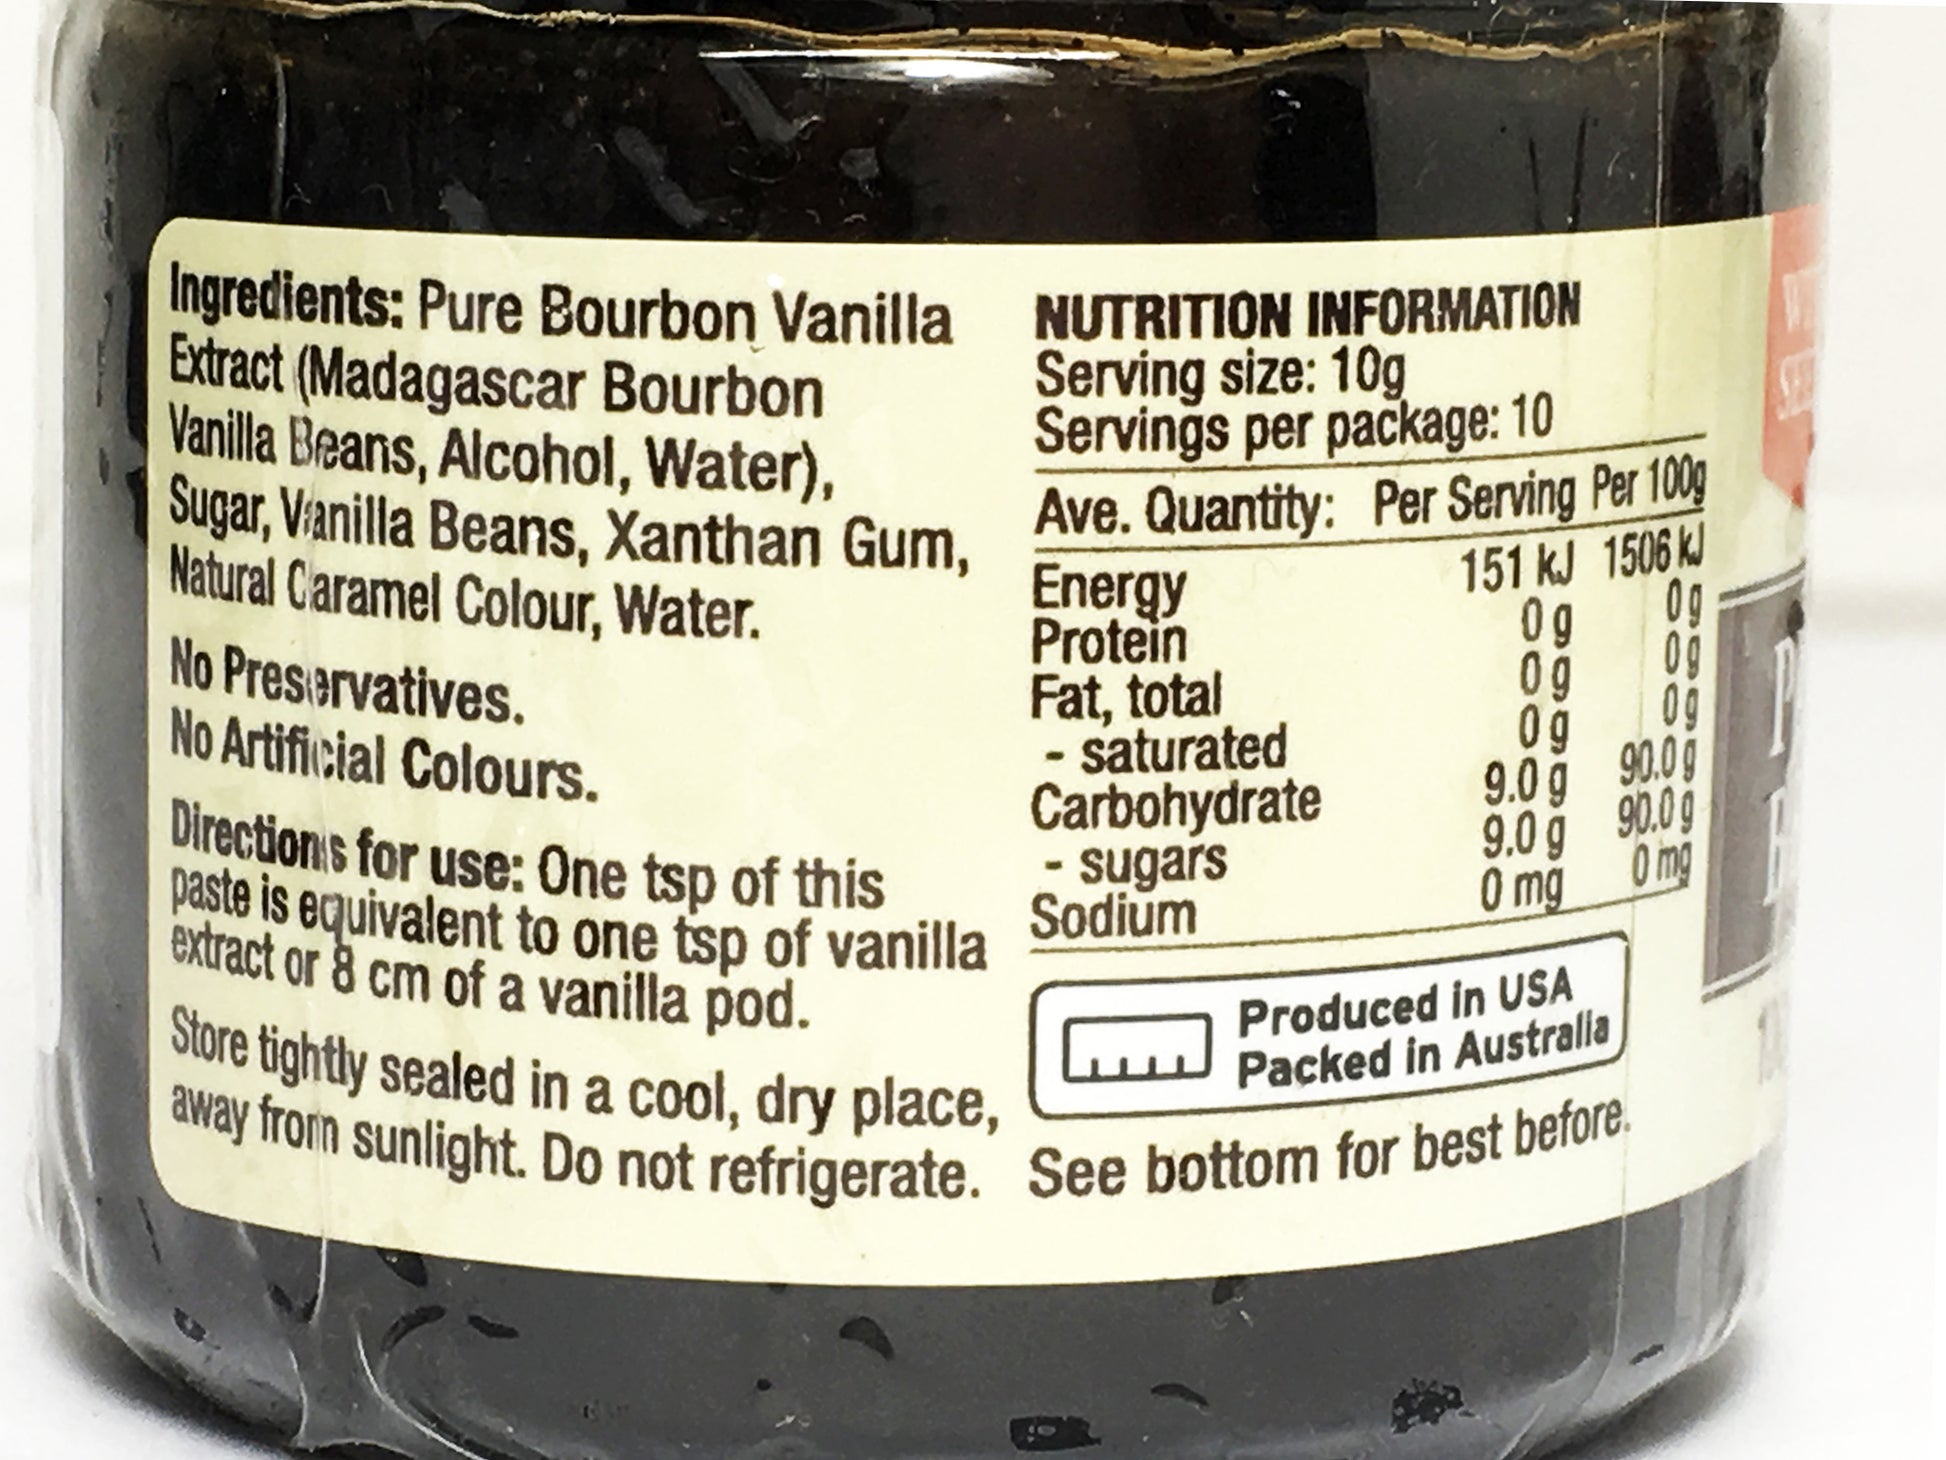 Ingredients: Pure Bourbon Vanilla
Extract (Madagascar Bourbon
Vanilla Beans, Alcohol, Water),
Sugar, Vanilla Beans, Xanthan Gum,
Natural Caramel Colour, Water.
No Preservatives.
No Artificial Colours.
Directions for use: One tsp of this
paste is equivalent to one tsp of vanilla
extract or 8 cm of a vanilla pod.
Store tightly sealed in a cool, dry place,
away from sunlight. Do not refrigerate.
NUTRITION INFORMATION
Serving size: 10g
Servings per package: 10
Ave. Quantity: Per Serving Per 100g
Energy 151 kJ 1506 kJ
Protein 0 g 0 g
Fat, total 0 g 0 g
- saturated 0 g 0 g
Carbohydrate 9.0 g 90.0 g
- sugars 9.0 g 90.0 g
Sodium 0 mg 0 mg
Produced in USA
Packed in Australia
See bottom for best before.